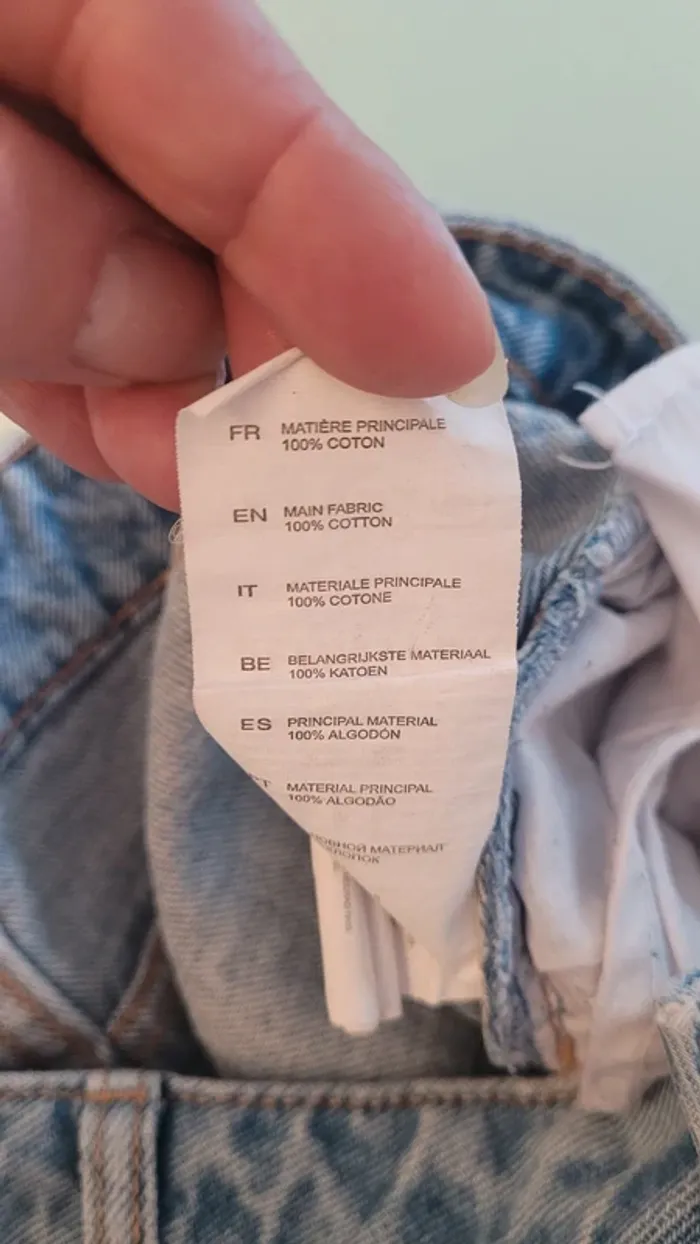 FR MATIÈRE PRINCIPALE
100% COTON
EN MAIN FABRIC
100% COTTON
IT MATERIALE PRINCIPALE
100% COTONE
BE BELANGRIJKSTE MATERIAAL
100% KATOEN
ES PRINCIPAL MATERIAL
100% ALGODÓN
MATERIAL PRINCIPAL
100% ALGODÃO
МАТЕРИАЛ